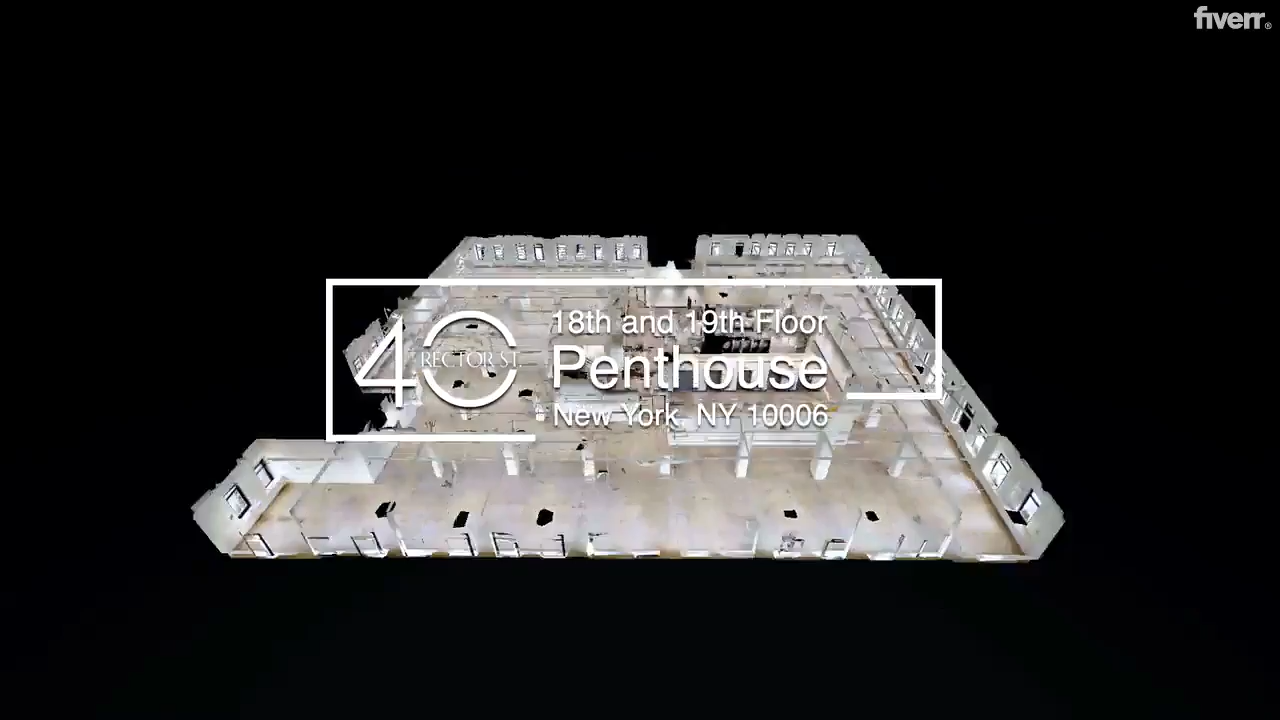 fiverr®
40
RECTOR ST.
18th and 19th Floor
Penthouse
New York, NY 10006